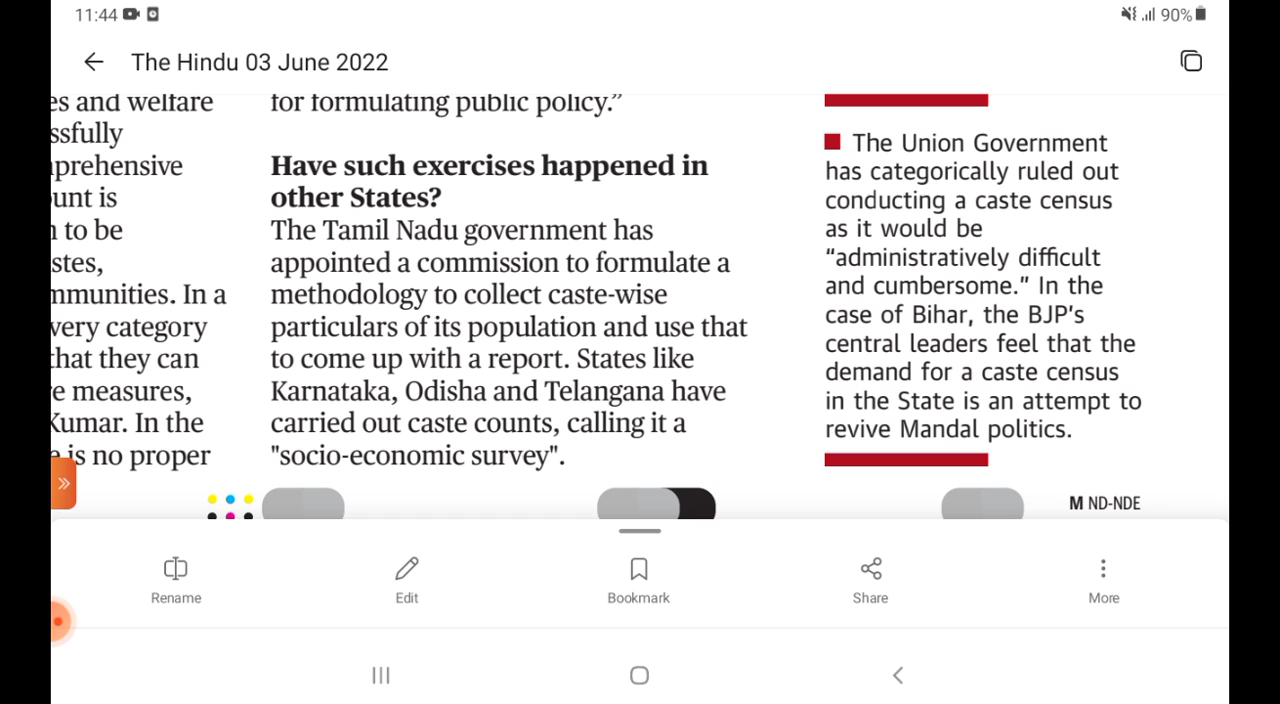 11:44
90%
The Hindu 03 June 2022
es and welfare
ssfully
prehensive
unt is
to be
stes,
mmunities. In a
very category
that they can
e measures,
Kumar. In the
e is no proper
for formulating public policy.”
Have such exercises happened in
other States?
The Tamil Nadu government has
appointed a commission to formulate a
methodology to collect caste-wise
particulars of its population and use that
to come up with a report. States like
Karnataka, Odisha and Telangana have
carried out caste counts, calling it a
"socio-economic survey".
The Union Government
has categorically ruled out
conducting a caste census
as it would be
“administratively difficult
and cumbersome.” In the
case of Bihar, the BJP’s
central leaders feel that the
demand for a caste census
in the State is an attempt to
revive Mandal politics.
M ND-NDE
Rename
Edit
Bookmark
Share
More